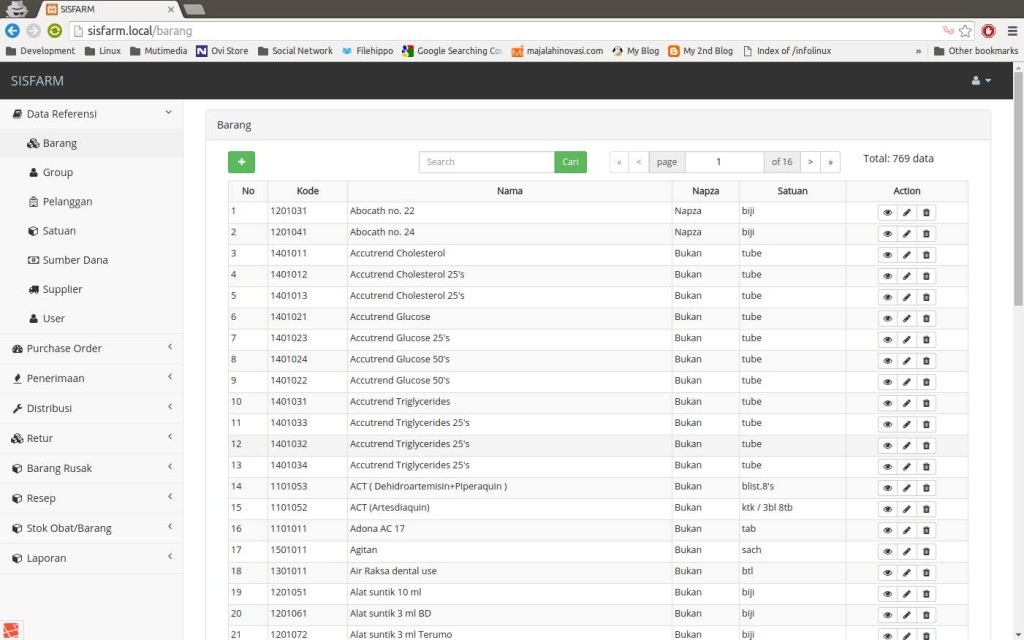 SISFARM
sisfarm.local/barang
Development Linux Mutimedia Ovi Store Social Network Filehippo Google Searching Co majalahinovasi.com My Blog My 2nd Blog Index of /infolinux » Other bookmarks
SISFARM
Data Referensi
Barang
Group
Pelanggan
Satuan
Sumber Dana
Supplier
User
Purchase Order
Penerimaan
Distribusi
Retur
Barang Rusak
Resep
Stok Obat/Barang
Laporan
Barang
+ Search Cari « < page 1 of 16 > » Total: 769 data
No Kode Nama Napza Satuan Action
1 1201031 Abocath no. 22 Napza biji
2 1201041 Abocath no. 24 Napza biji
3 1401011 Accutrend Cholesterol Bukan tube
4 1401012 Accutrend Cholesterol 25's Bukan tube
5 1401013 Accutrend Cholesterol 25's Bukan tube
6 1401021 Accutrend Glucose Bukan tube
7 1401023 Accutrend Glucose 25's Bukan tube
8 1401024 Accutrend Glucose 50's Bukan tube
9 1401022 Accutrend Glucose 50's Bukan tube
10 1401031 Accutrend Triglycerides Bukan tube
11 1401033 Accutrend Triglycerides 25's Bukan tube
12 1401032 Accutrend Triglycerides 25's Bukan tube
13 1401034 Accutrend Triglycerides 25's Bukan tube
14 1101053 ACT ( Dehidroartemisin+Piperaquin ) Bukan blist.8's
15 1101052 ACT (Artesdiaquin) Bukan ktk / 3bl 8tb
16 1101011 Adona AC 17 Bukan tab
17 1501011 Agitan Bukan sach
18 1301011 Air Raksa dental use Bukan btl
19 1201051 Alat suntik 10 ml Bukan biji
20 1201061 Alat suntik 3 ml BD Bukan biji
21 1201072 Alat suntik 3 ml Terumo Bukan biji